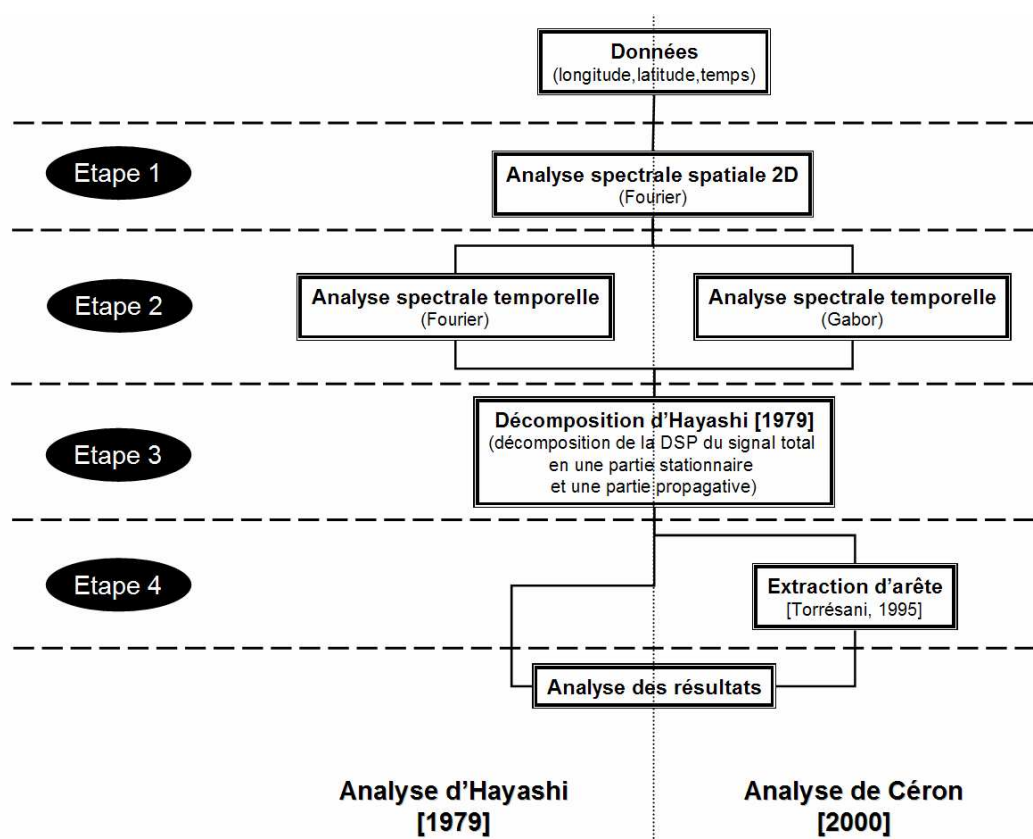 Données
(longitude,latitude,temps)
Etape 1
Analyse spectrale spatiale 2D
(Fourier)
Etape 2
Analyse spectrale temporelle
(Fourier)
Analyse spectrale temporelle
(Gabor)
Etape 3
Décomposition d'Hayashi [1979]
(décomposition de la DSP du signal total
en une partie stationnaire
et une partie propagative)
Etape 4
Extraction d'arête
[Torrésani, 1995]
Analyse des résultats
Analyse d'Hayashi
[1979]
Analyse de Céron
[2000]